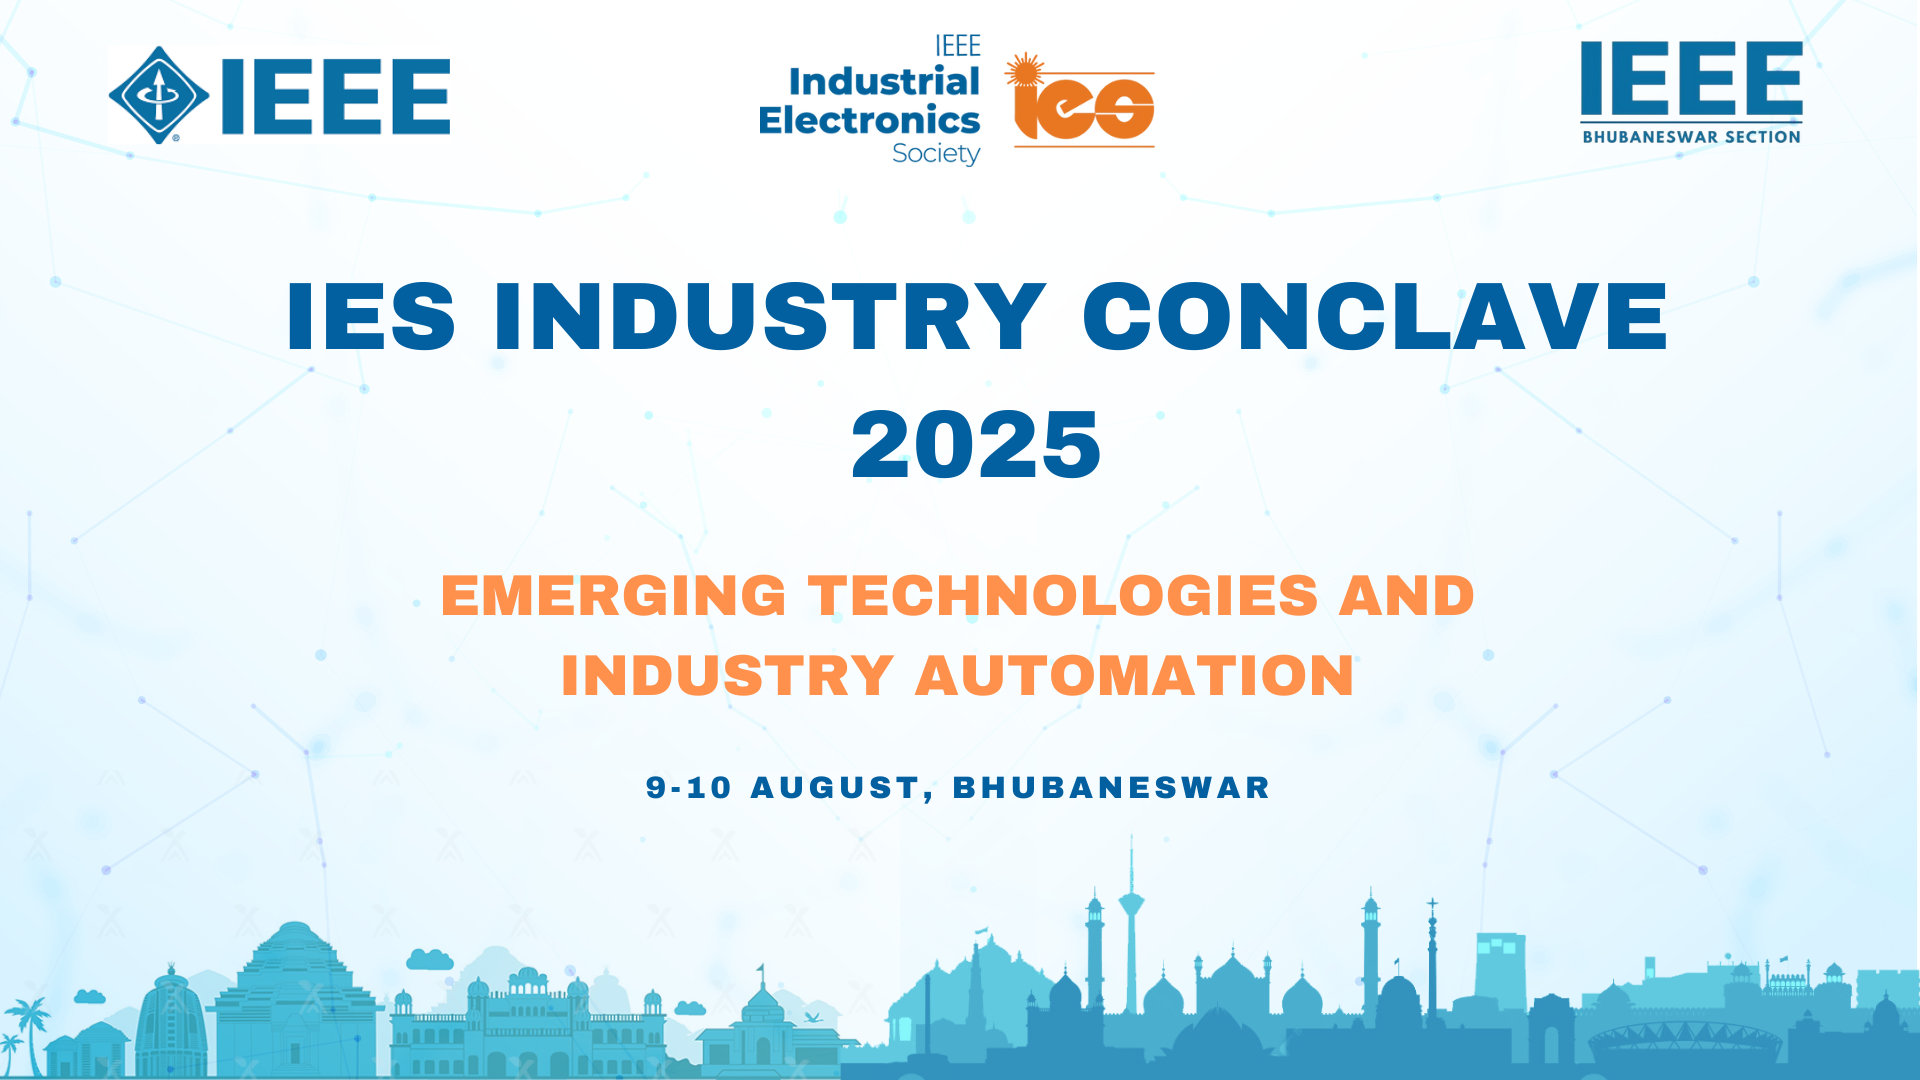 IEEE
IEEE
Industrial
Electronics
Society
ies
IEEE
BHUBANESWAR SECTION
IES INDUSTRY CONCLAVE
2025
EMERGING TECHNOLOGIES AND
INDUSTRY AUTOMATION
9-10 AUGUST, BHUBANESWAR